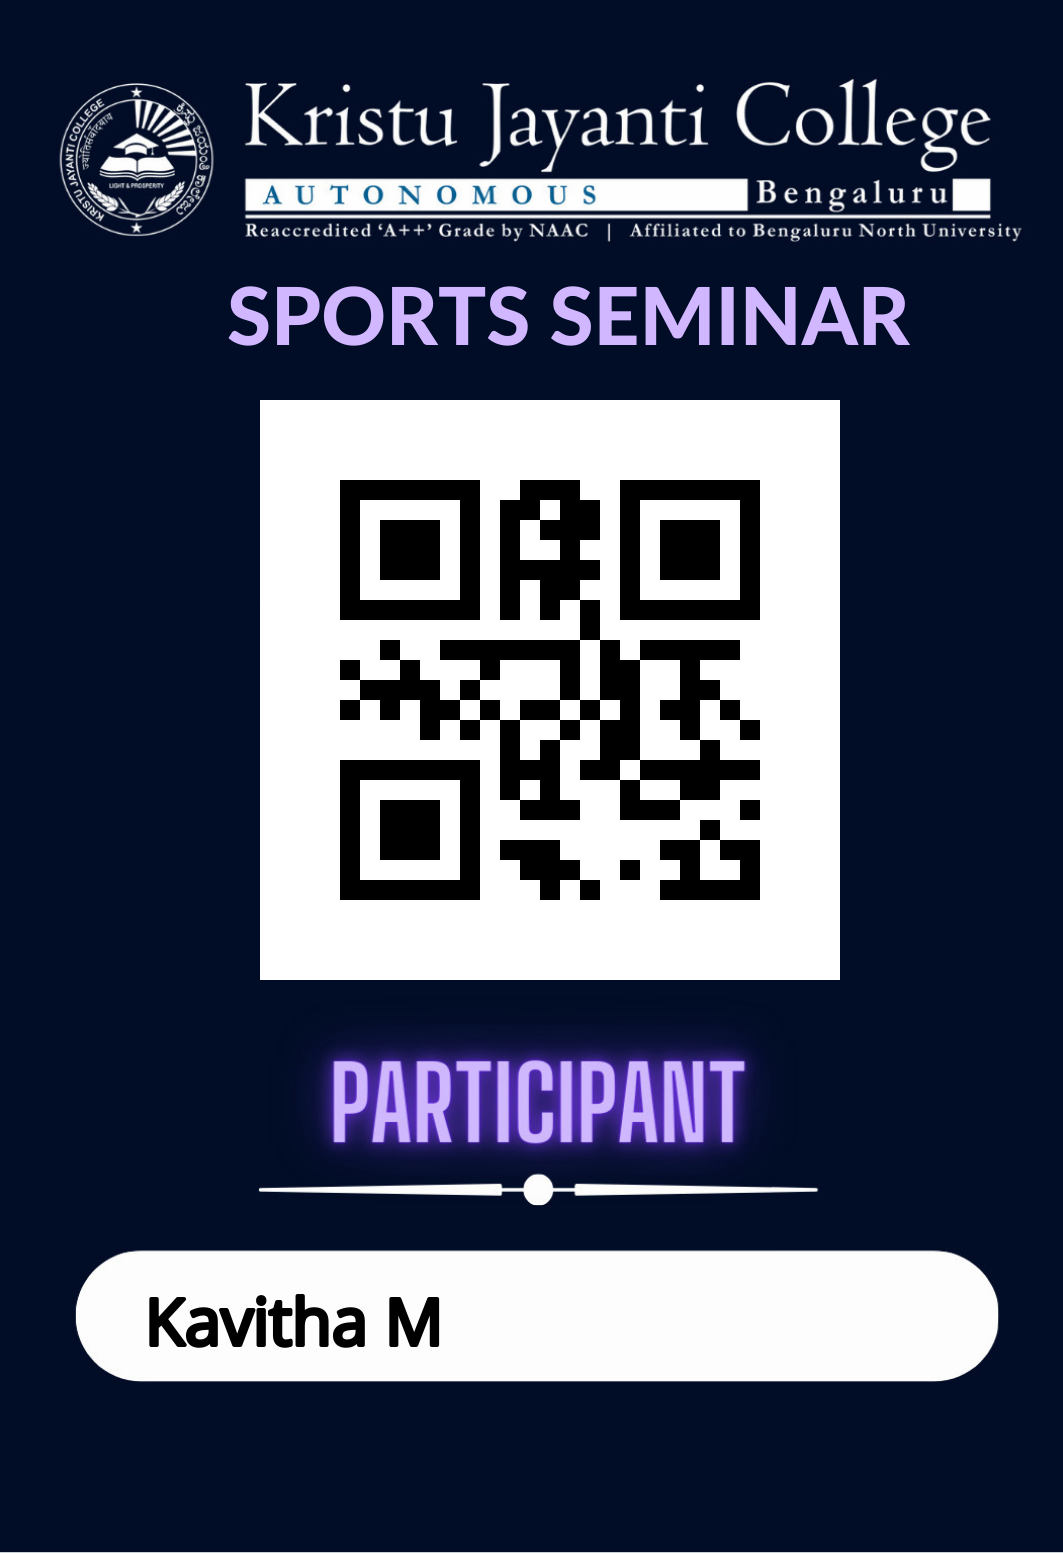 KRISTU JAYANTI COLLEGE
LIGHT & PROSPERITY
Kristu Jayanti College
AUTONOMOUS Bengaluru
Reaccredited ‘A++’ Grade by NAAC | Affiliated to Bengaluru North University
SPORTS SEMINAR
PARTICIPANT
Kavitha M